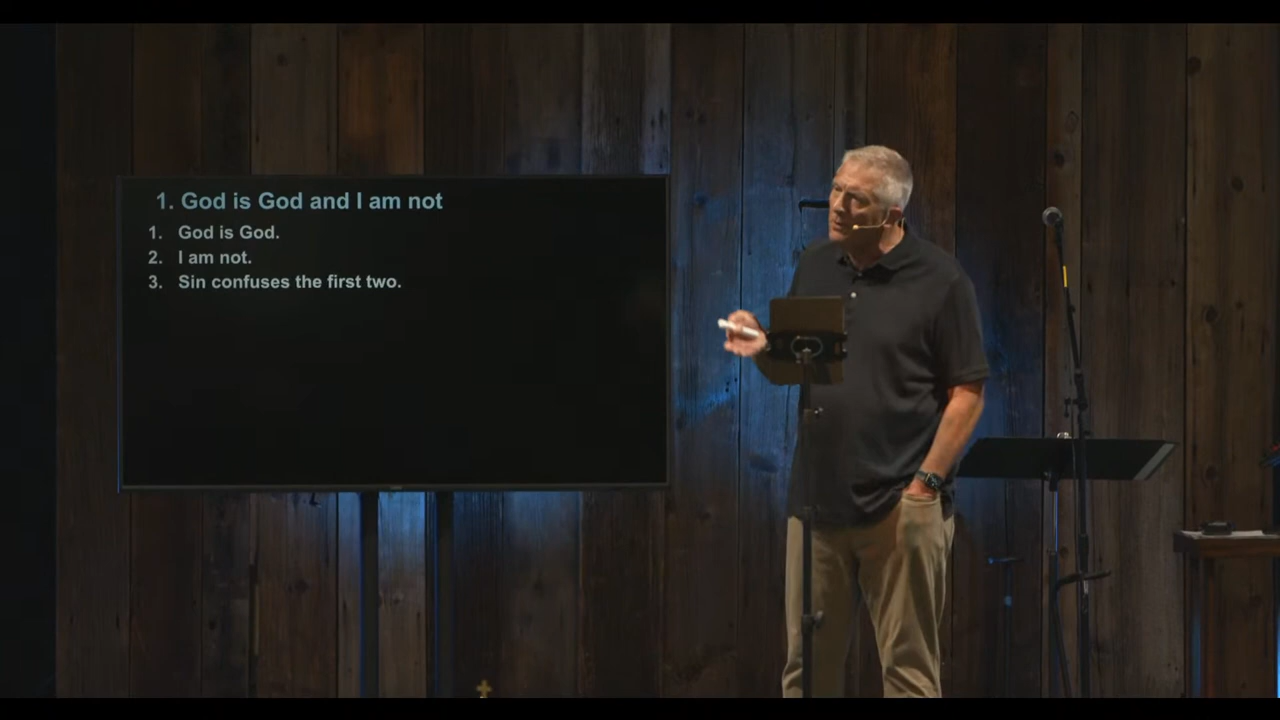 1. God is God and I am not
1. God is God.
2. I am not.
3. Sin confuses the first two.